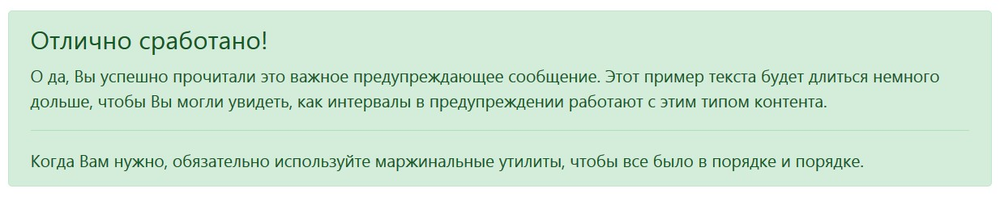 Отлично сработано!
О да, Вы успешно прочитали это важное предупреждающее сообщение. Этот пример текста будет длиться немного
дольше, чтобы Вы могли увидеть, как интервалы в предупреждении работают с этим типом контента.
Когда Вам нужно, обязательно используйте маржинальные утилиты, чтобы все было в порядке и порядке.